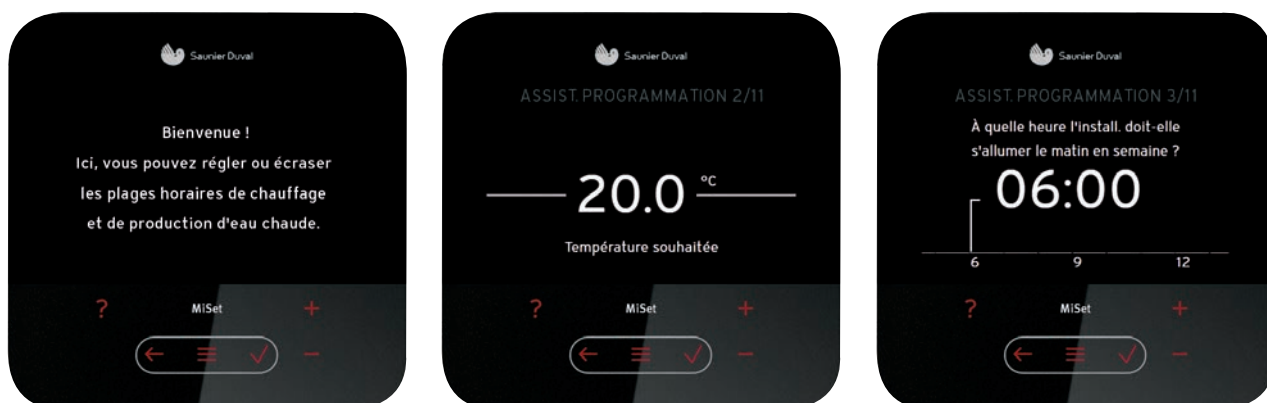 Saunier Duval
Bienvenue !
Ici, vous pouvez régler ou écraser
les plages horaires de chauffage
et de production d'eau chaude.
?
MiSet
+
−
Saunier Duval
ASSIST. PROGRAMMATION 2/11
20.0 °C
Température souhaitée
?
MiSet
+
−
Saunier Duval
ASSIST. PROGRAMMATION 3/11
À quelle heure l'install. doit-elle
s'allumer le matin en semaine ?
06:00
6 9 12
?
MiSet
+
−